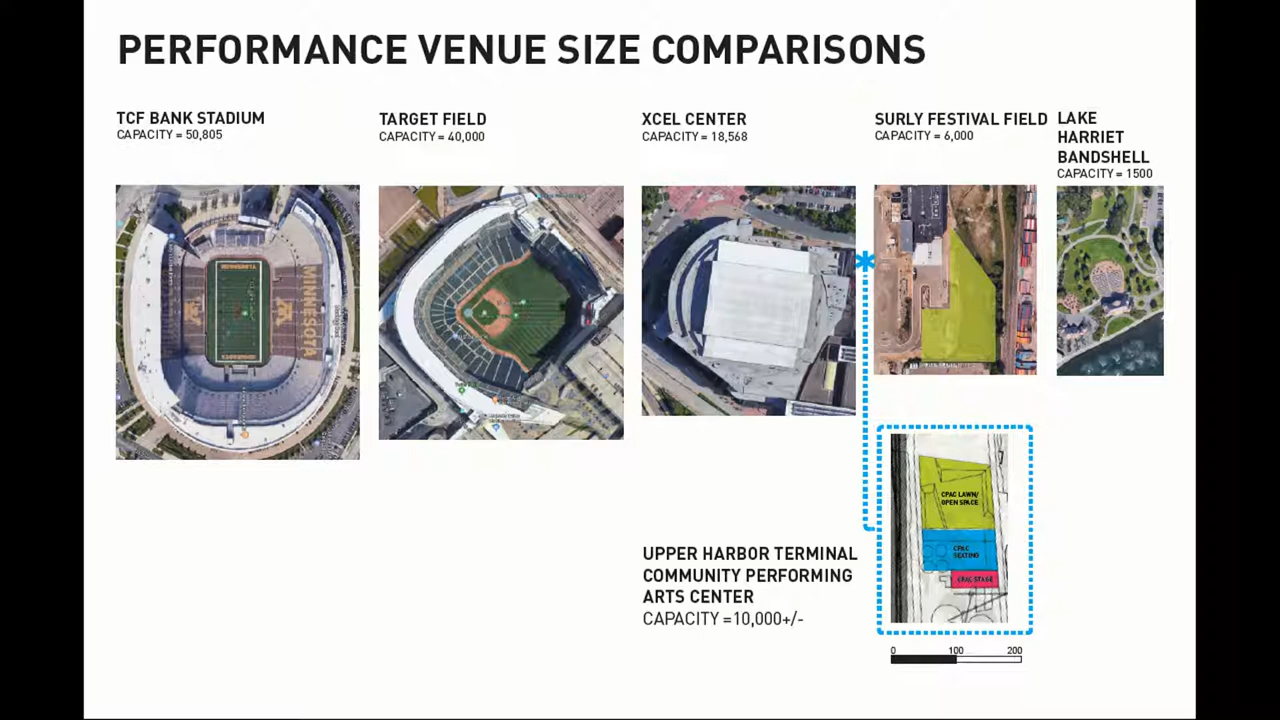 PERFORMANCE VENUE SIZE COMPARISONS
TCF BANK STADIUM
CAPACITY = 50,805
TARGET FIELD
CAPACITY = 40,000
XCEL CENTER
CAPACITY = 18,568
SURLY FESTIVAL FIELD
CAPACITY = 6,000
LAKE
HARRIET
BANDSHELL
CAPACITY = 1500
MINNESOTA
*
CPAC LAWN/
OPEN SPACE
CPAC
SEATING
CPAC STAGE
UPPER HARBOR TERMINAL
COMMUNITY PERFORMING
ARTS CENTER
CAPACITY =10,000+/-
0 100 200